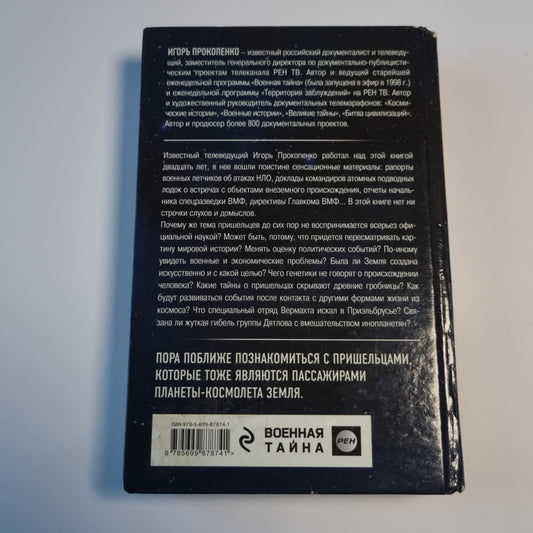 ИГОРЬ ПРОКОПЕНКО – известный российский документалист и телеведу-
щий, заместитель генерального директора по документально-публицисти-
ческим проектам телеканала РЕН ТВ. Автор и ведущий старейшей
еженедельной программы «Военная тайна» (была запущена в эфир в 1998 г.)
и еженедельной программы «Территория заблуждений» на РЕН ТВ. Автор
и художественный руководитель документальных телемарафонов: «Косми-
ческие истории», «Военные истории», «Великие тайны», «Битва цивилизаций».
Автор и продюсер более 800 документальных проектов.
Известный телеведущий Игорь Прокопенко работал над этой книгой
двадцать лет, в нее вошли поистине сенсационные материалы: рапорты
военных летчиков об атаках НЛО, доклады командиров атомных подводных
лодок о встречах с объектами внеземного происхождения, отчеты началь-
ника спецразведки ВМФ, директивы Главкома ВМФ... В этой книге нет ни
строчки слухов и домыслов.
Почему же тема пришельцев до сих пор не воспринимается всерьез офи-
циальной наукой? Может быть, потому, что придется пересматривать кар-
тину мировой истории? Менять оценку политических событий? По-иному
увидеть военные и экономические проблемы? Была ли Земля создана
искусственно и с какой целью? Чего генетики не говорят о происхождении
человека? Какие тайны о пришельцах скрывают древние гробницы? Как
будут развиваться события после контакта с другими формами жизни из
космоса? Что специальный отряд Вермахта искал в Приэльбрусье? Свя-
зана ли жуткая гибель группы Дятлова с вмешательством инопланетян?
ПОРА ПОБЛИЖЕ ПОЗНАКОМИТЬСЯ С ПРИШЕЛЬЦАМИ,
КОТОРЫЕ ТОЖЕ ЯВЛЯЮТСЯ ПАССАЖИРАМИ
ПЛАНЕТЫ-КОСМОЛЕТА ЗЕМЛЯ.
ISBN 978-5-699-87874-1
9 785699 878741 >
ВОЕННАЯ
ТАЙНА
РЕН